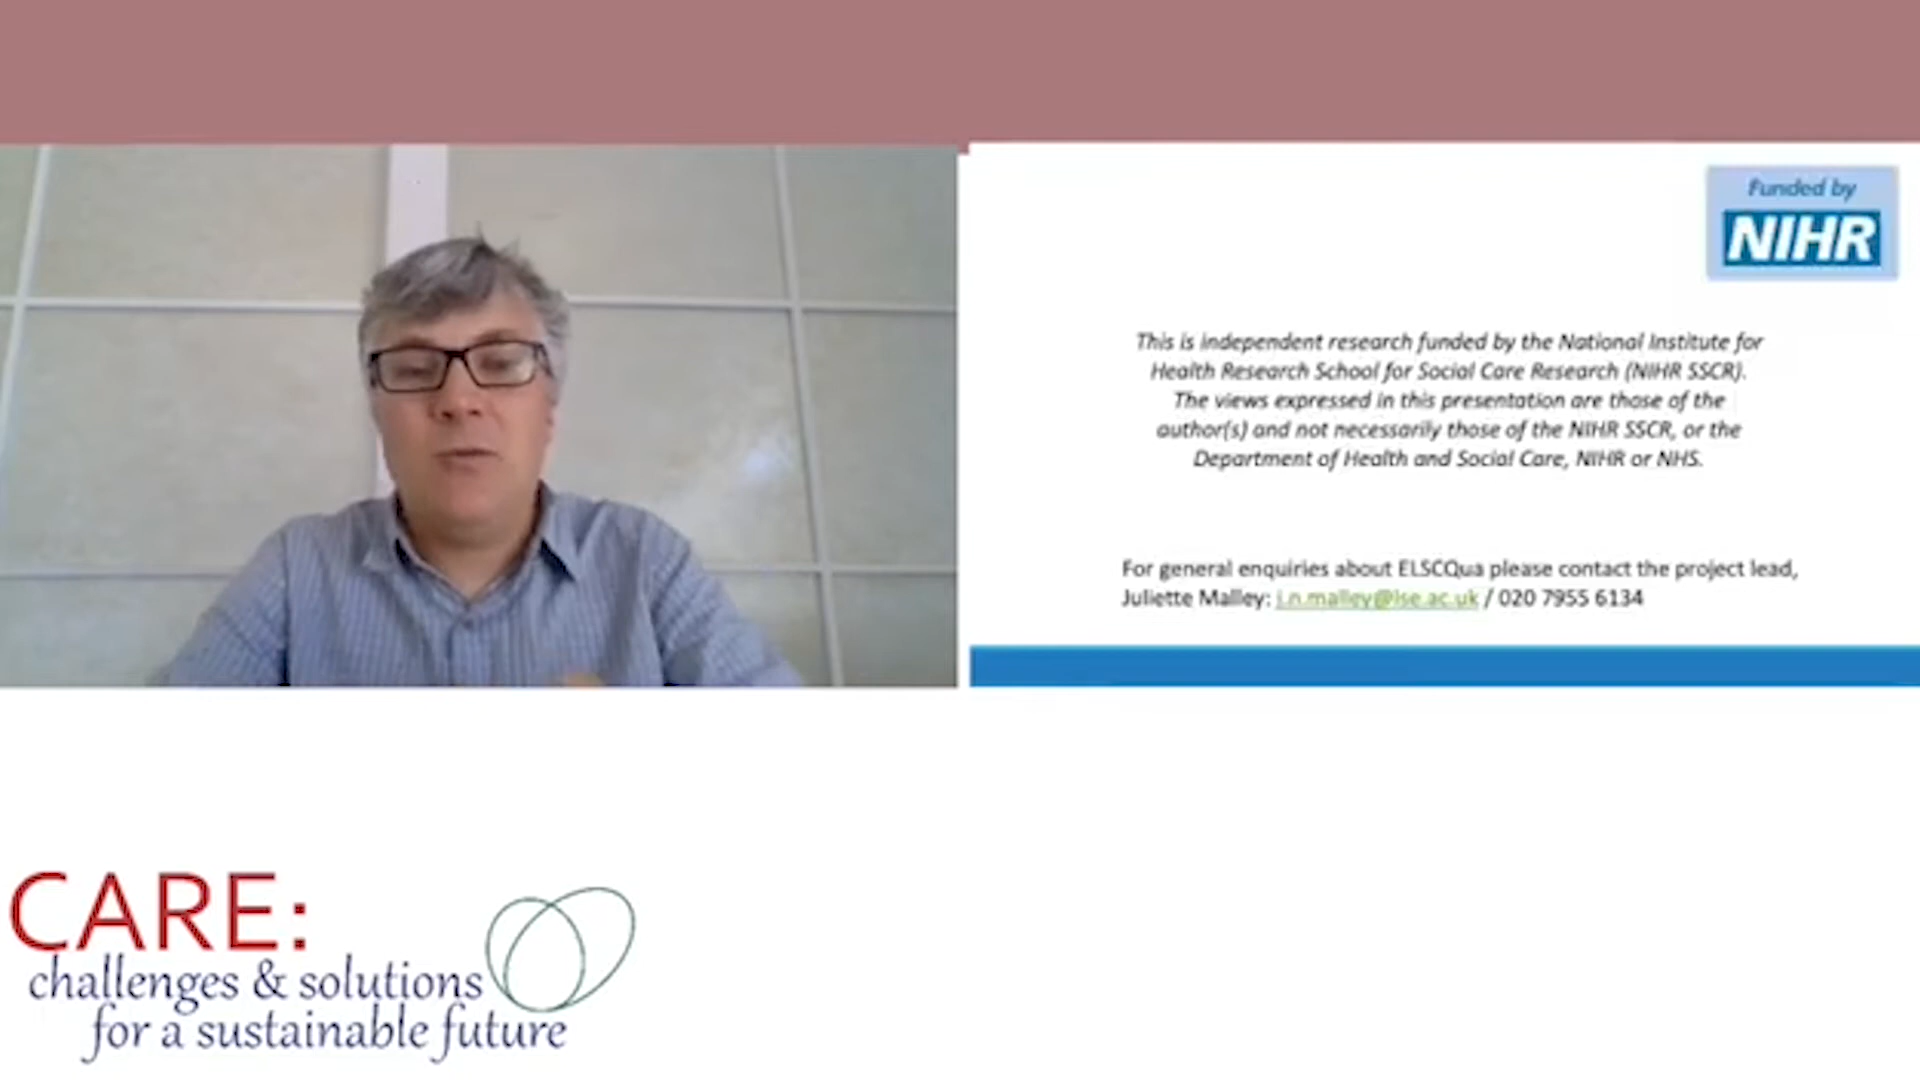 Funded by
NIHR
This is independent research funded by the National Institute for
Health Research School for Social Care Research (NIHR SSCR).
The views expressed in this presentation are those of the
author(s) and not necessarily those of the NIHR SSCR, or the
Department of Health and Social Care, NIHR or NHS.
For general enquiries about ELSCQua please contact the project lead,
Juliette Malley: j.n.malley@lse.ac.uk / 020 7955 6134
CARE:
challenges & solutions
for a sustainable future